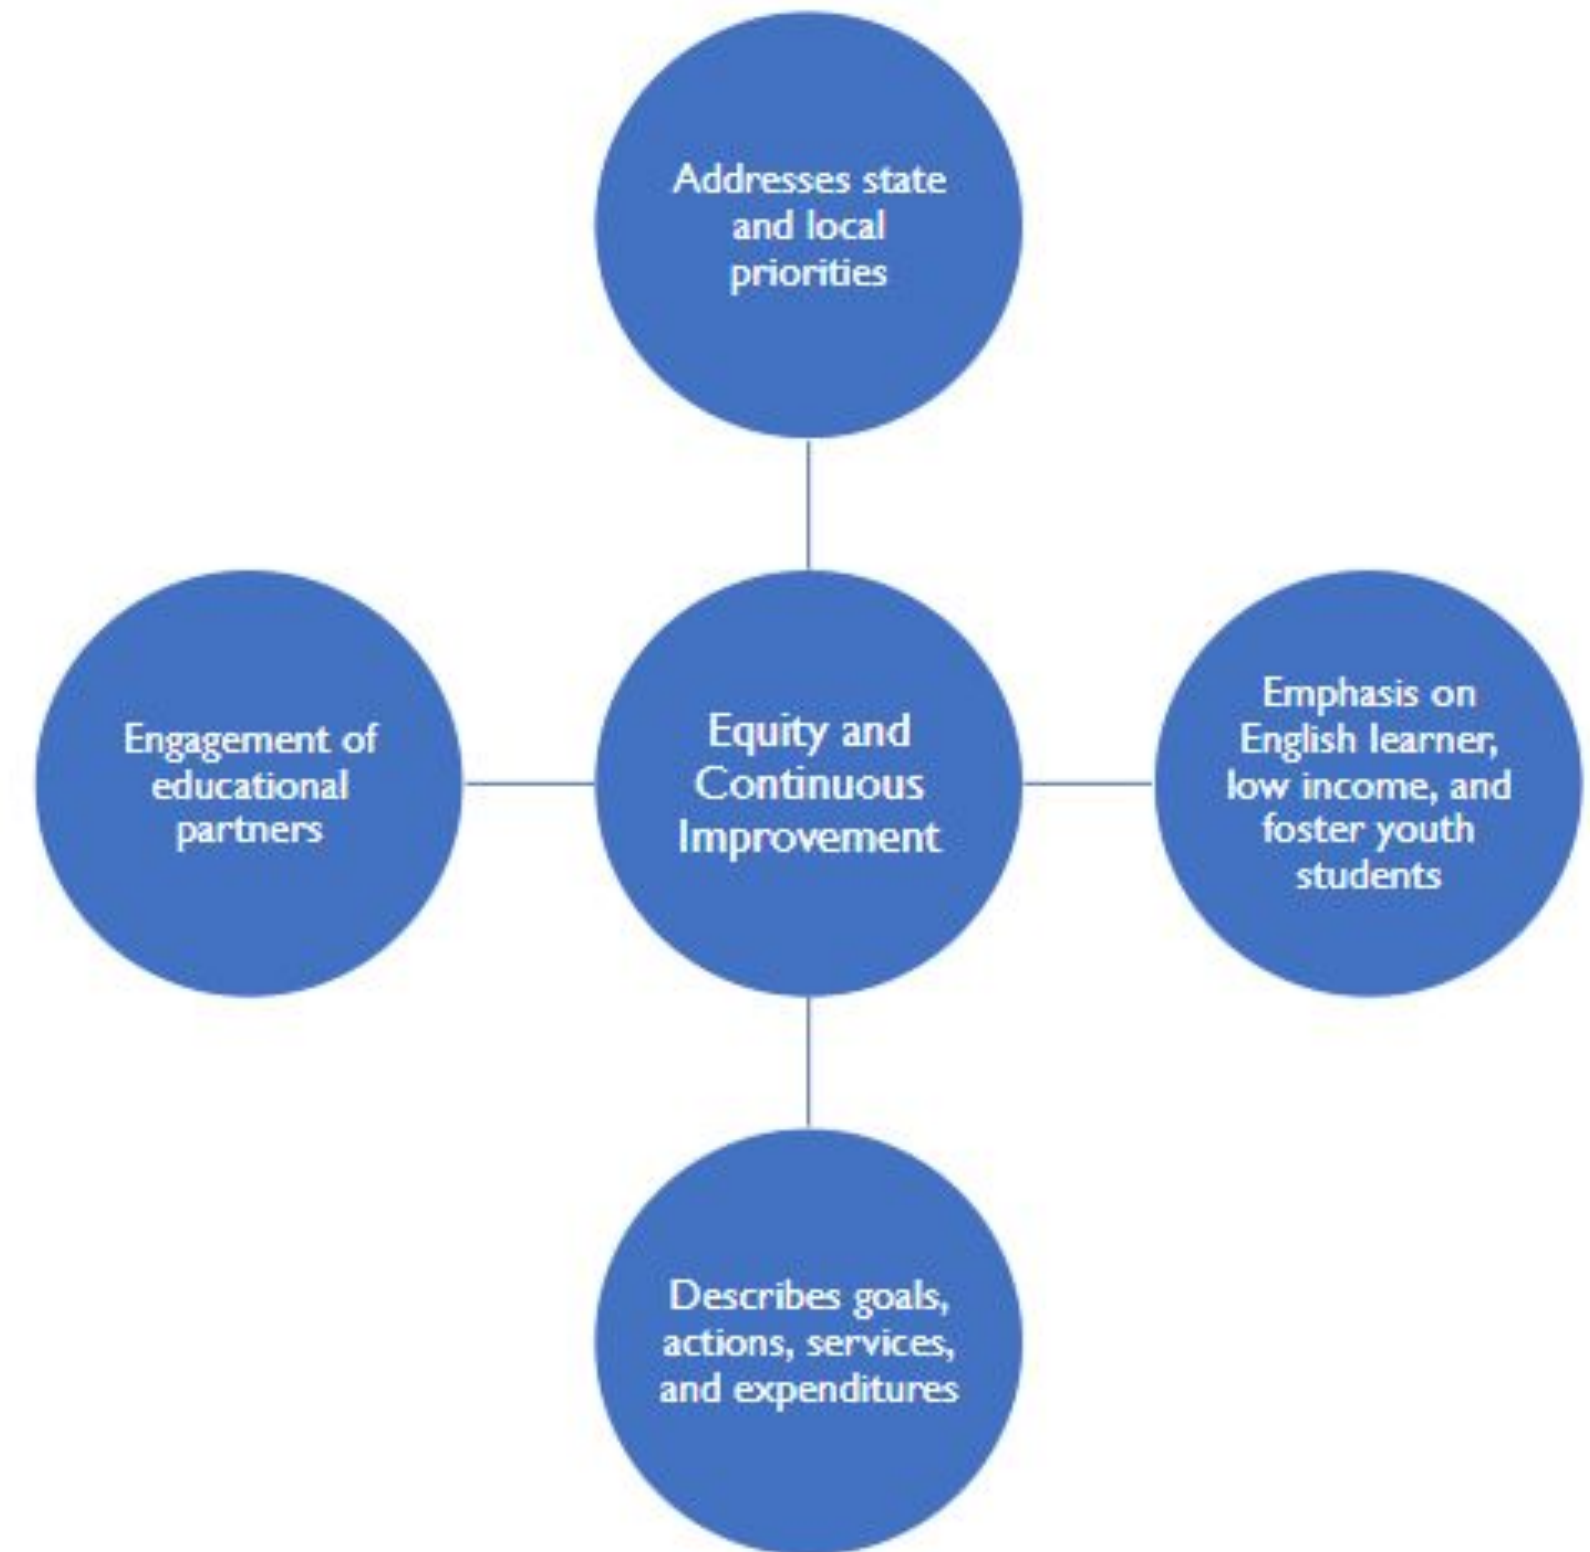 Addresses state
and local
priorities
Engagement of
educational
partners
Equity and
Continuous
Improvement
Emphasis on
English learner,
low income, and
foster youth
students
Describes goals,
actions, services,
and expenditures